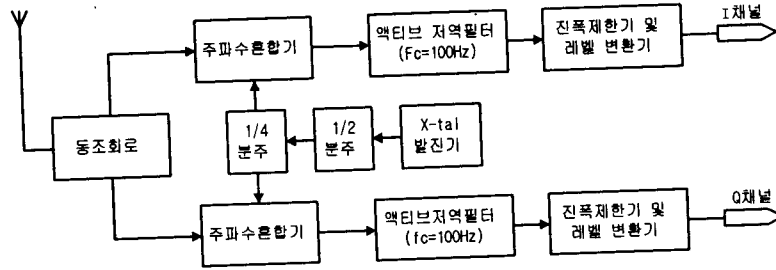 I채널
주파수혼합기
액티브 저역필터
(Fc=100Hz)
진폭제한기 및
레벨 변환기
동조회로
1/4
분주
1/2
분주
X-tal
발진기
Q채널
주파수혼합기
액티브저역필터
(fc=100Hz)
진폭제한기 및
레벨 변환기